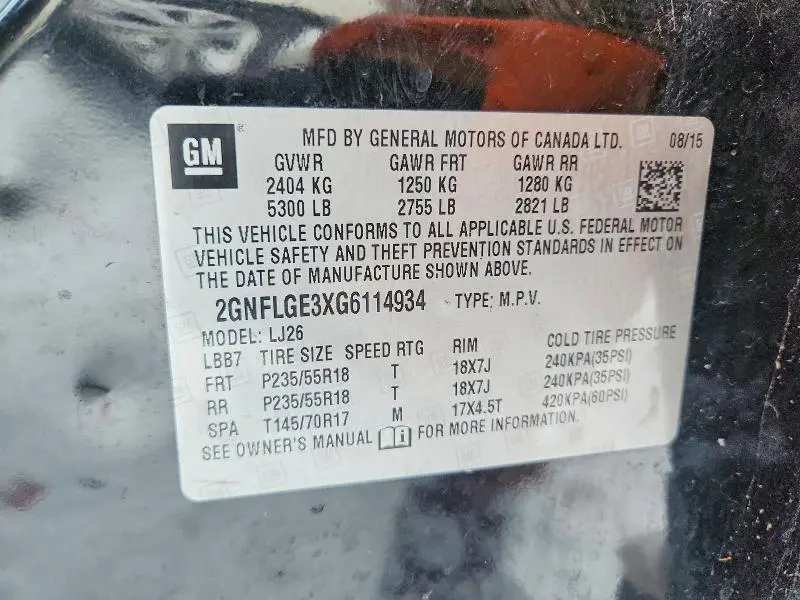 GM
MFD BY GENERAL MOTORS OF CANADA LTD. 08/15
GVWR GAWR FRT GAWR RR
2404 KG 1250 KG 1280 KG
5300 LB 2755 LB 2821 LB
THIS VEHICLE CONFORMS TO ALL APPLICABLE U.S. FEDERAL MOTOR
VEHICLE SAFETY AND THEFT PREVENTION STANDARDS IN EFFECT ON
THE DATE OF MANUFACTURE SHOWN ABOVE.
2GNFLGE3XG6114934 TYPE: M.P.V.
MODEL: LJ26
LBB7 TIRE SIZE SPEED RTG RIM COLD TIRE PRESSURE
FRT P235/55R18 T 18X7J 240KPA(35PSI)
RR P235/55R18 T 18X7J 240KPA(35PSI)
SPA T145/70R17 M 17X4.5T 420KPA(60PSI)
SEE OWNER'S MANUAL FOR MORE INFORMATION.